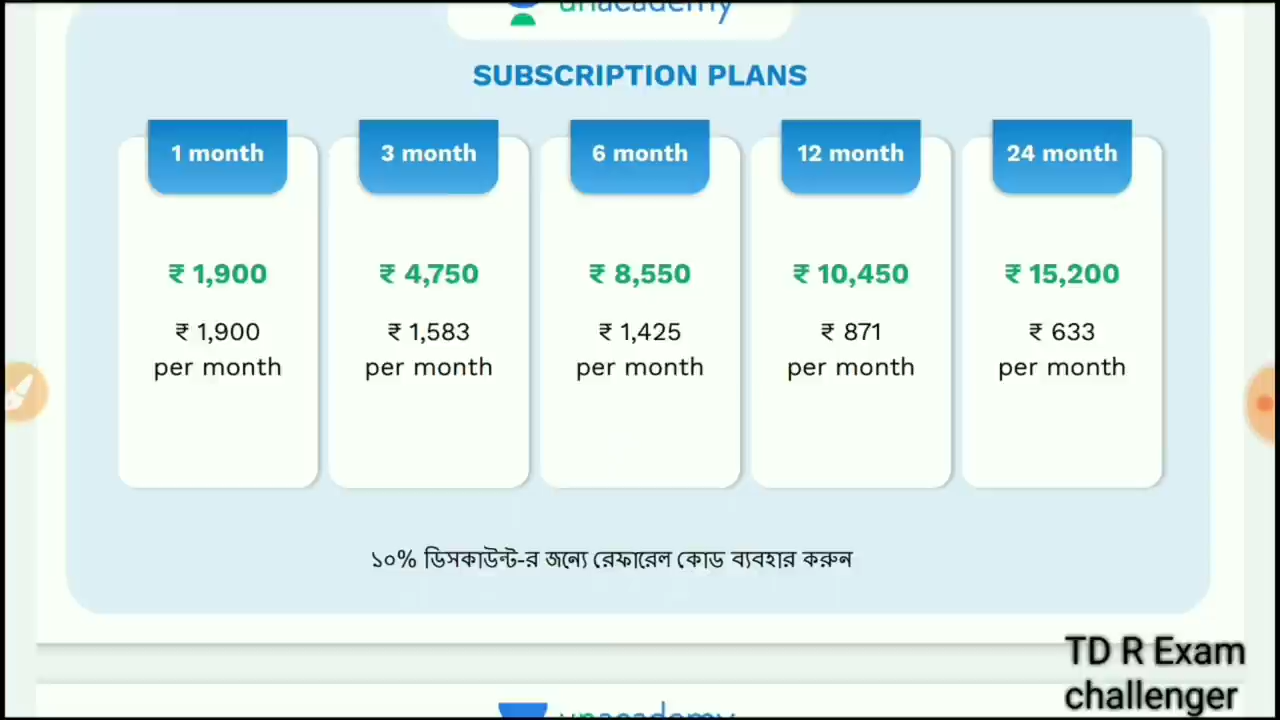 unacademy
SUBSCRIPTION PLANS
1 month
3 month
6 month
12 month
24 month
₹ 1,900
₹ 4,750
₹ 8,550
₹ 10,450
₹ 15,200
₹ 1,900
per month
₹ 1,583
per month
₹ 1,425
per month
₹ 871
per month
₹ 633
per month
১০% ডিসকাউন্ট-র জন্যে রেফারেল কোড ব্যবহার করুন
TD R Exam
challenger
unacademy